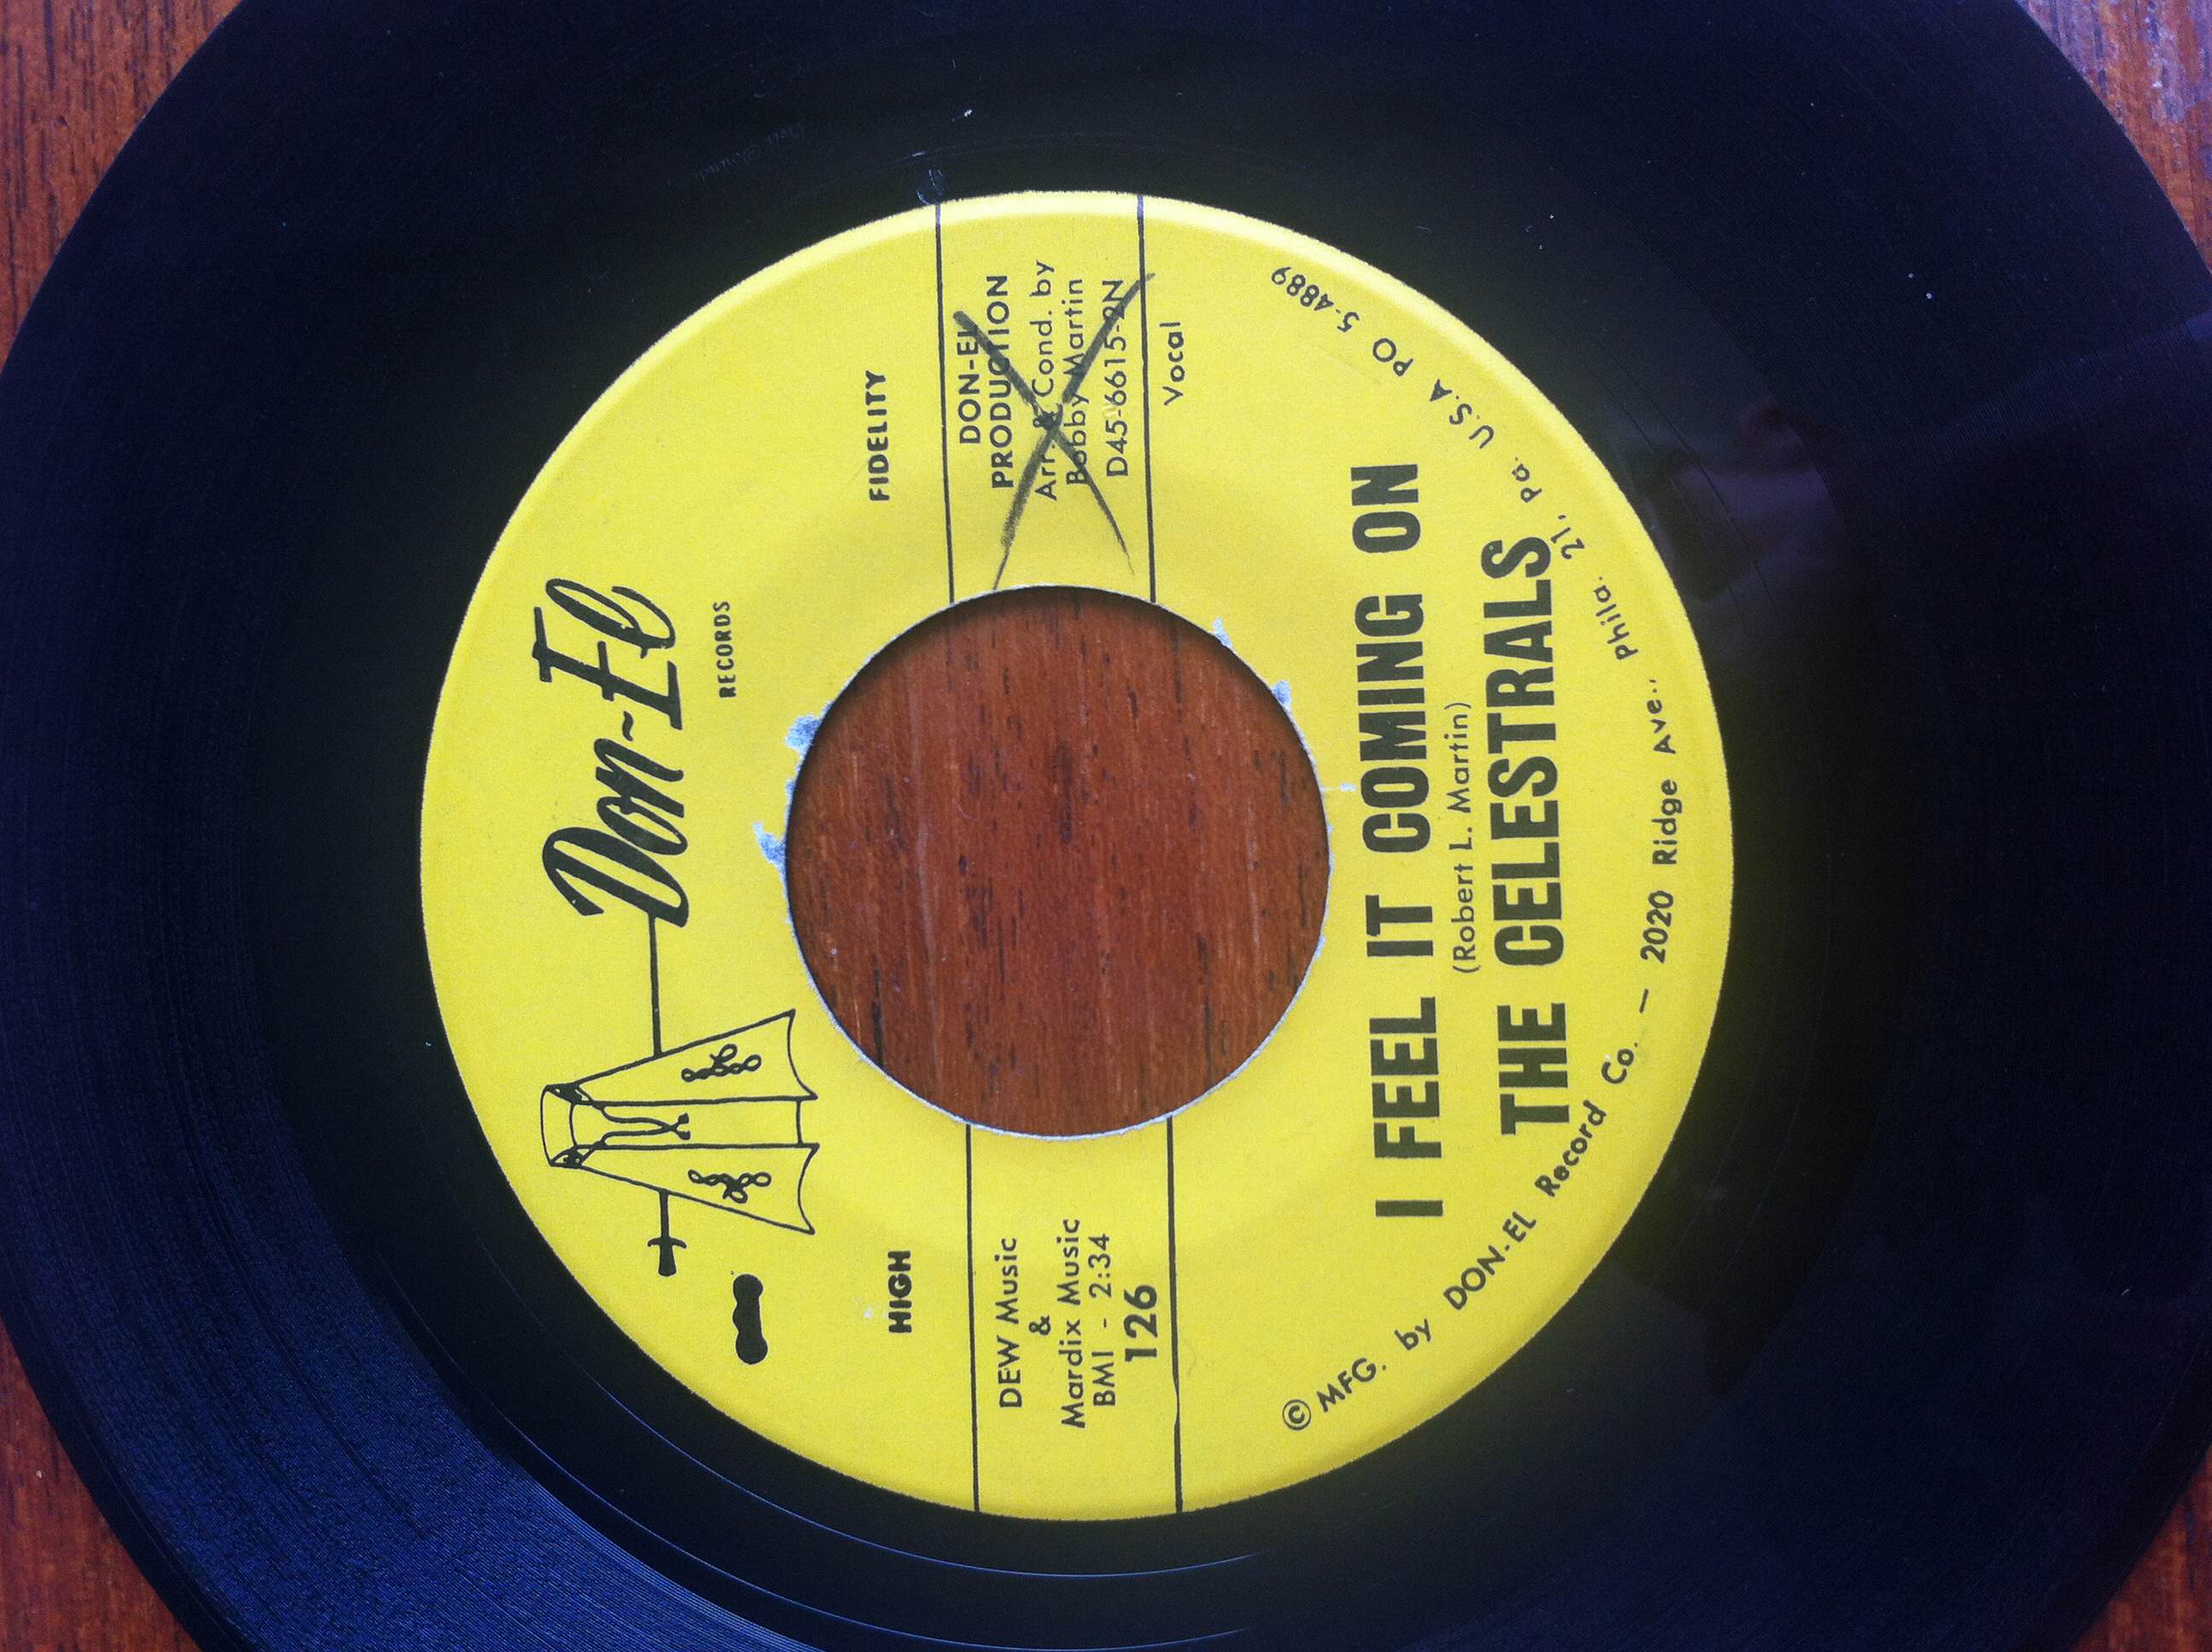 Don-El
RECORDS
HIGH
FIDELITY
DEW Music
&
Mardix Music
BMI - 2:34
126
DON-EL
PRODUCTION
Arr. & Cond. by
Bobby Martin
D45-6615-2N
Vocal
I FEEL IT COMING ON
(Robert L. Martin)
THE CELESTRALS
© MFG. by DON-EL Record Co. — 2020 Ridge Ave., Phila. 21, Pa. U.S.A PO 5-4889